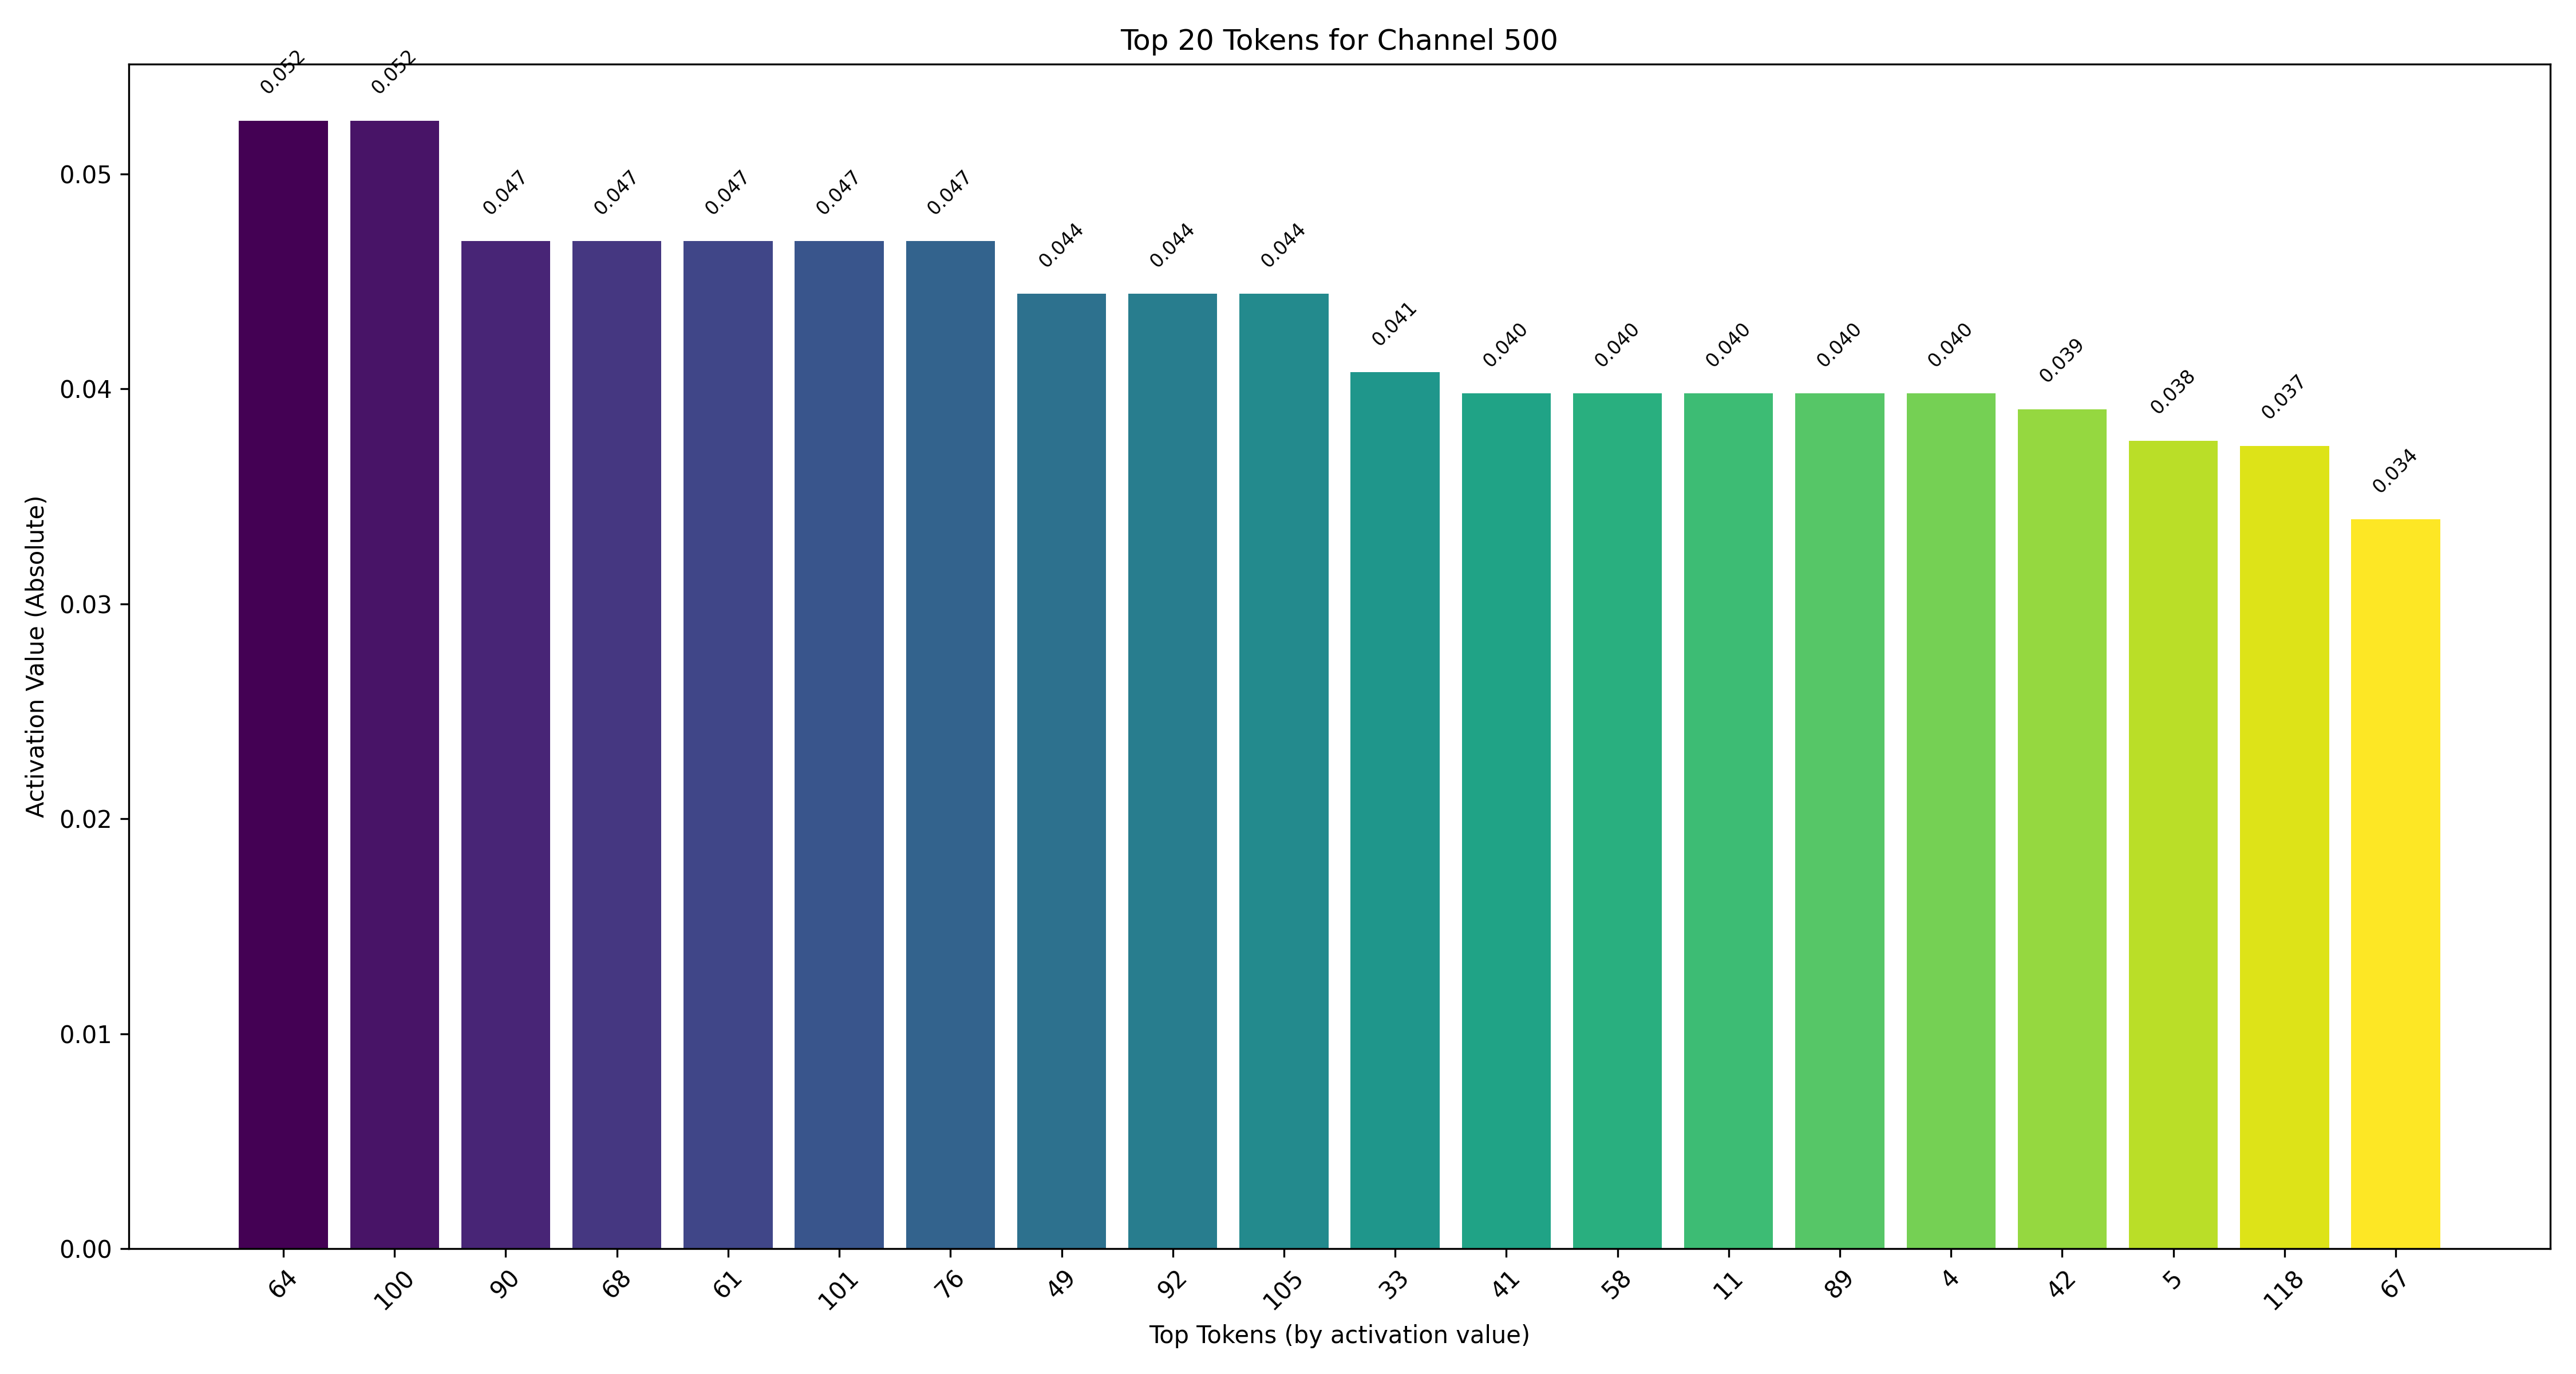 Top 20 Tokens for Channel 500
0.052 0.052 0.047 0.047 0.047 0.047 0.047 0.044 0.044 0.044 0.041 0.040 0.040 0.040 0.040 0.040 0.039 0.038 0.037 0.034
Activation Value (Absolute)
0.05
0.04
0.03
0.02
0.01
0.00
64 100 90 68 61 101 76 49 92 105 33 41 58 11 89 4 42 5 118 67
Top Tokens (by activation value)